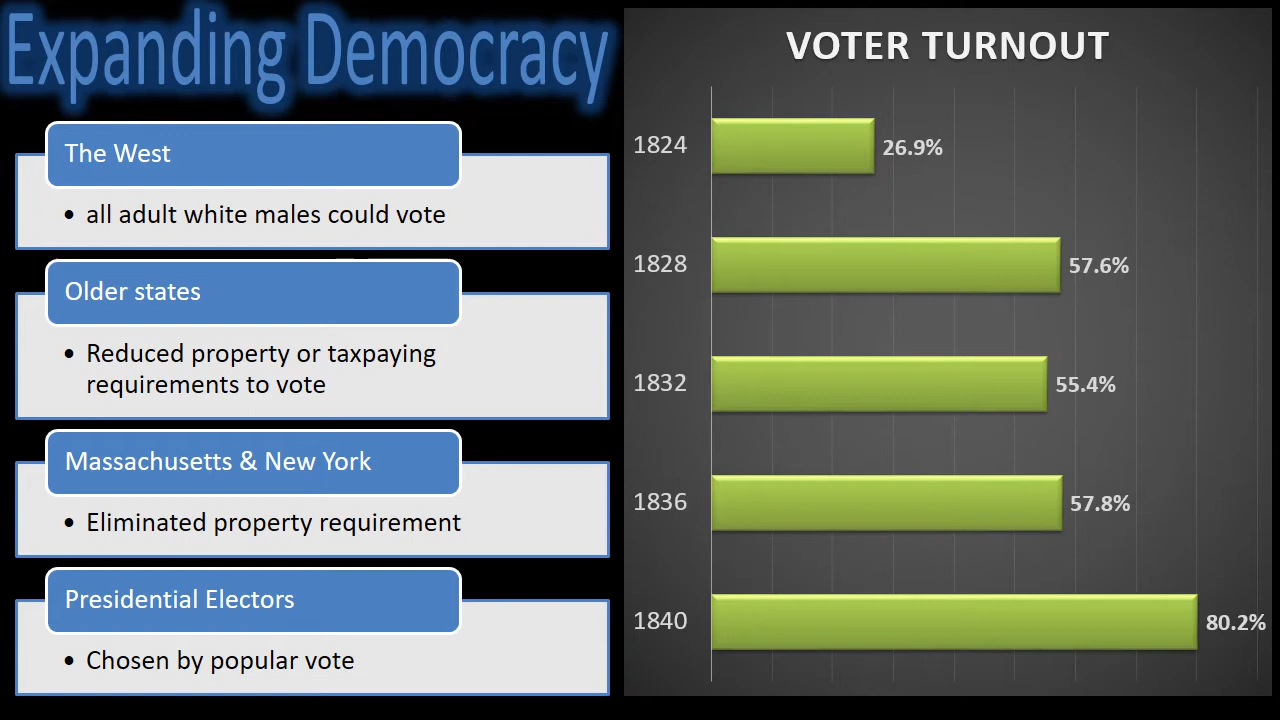 Expanding Democracy
The West
• all adult white males could vote
Older states
• Reduced property or taxpaying
requirements to vote
Massachusetts & New York
• Eliminated property requirement
Presidential Electors
• Chosen by popular vote
VOTER TURNOUT
1824 26.9%
1828 57.6%
1832 55.4%
1836 57.8%
1840 80.2%